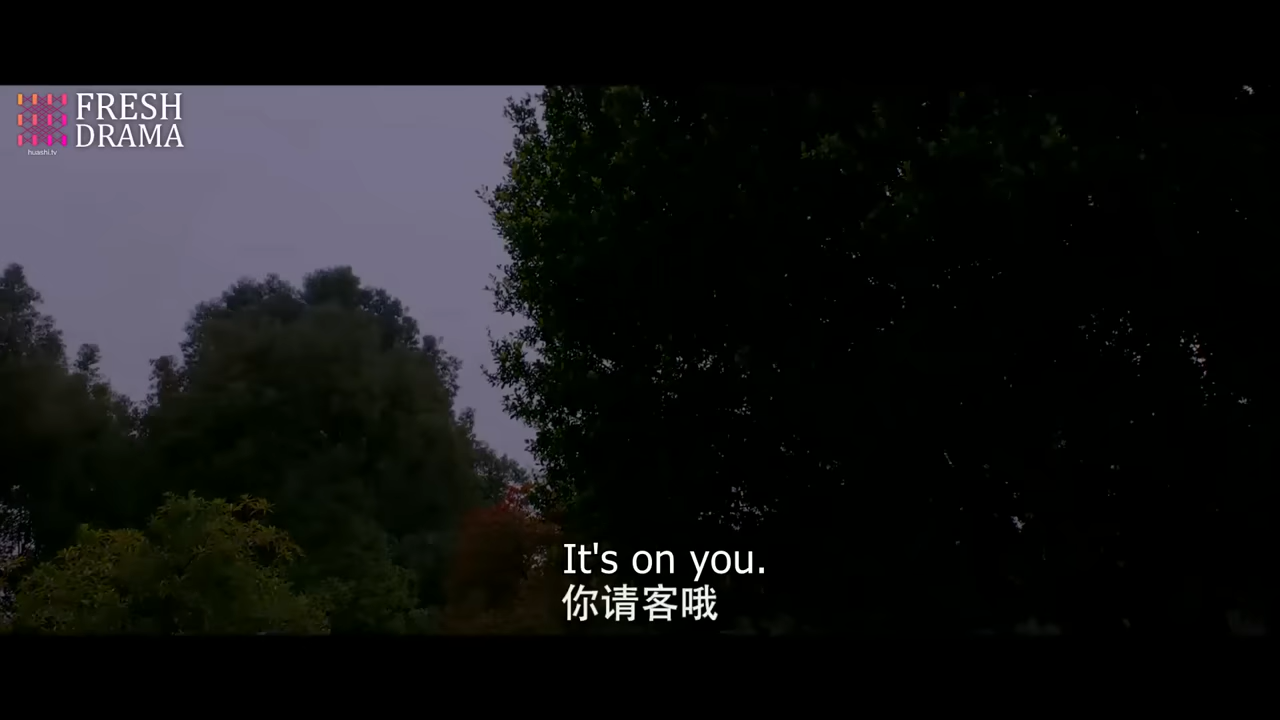 FRESH
DRAMA
huashi.tv
It's on you.
你请客哦